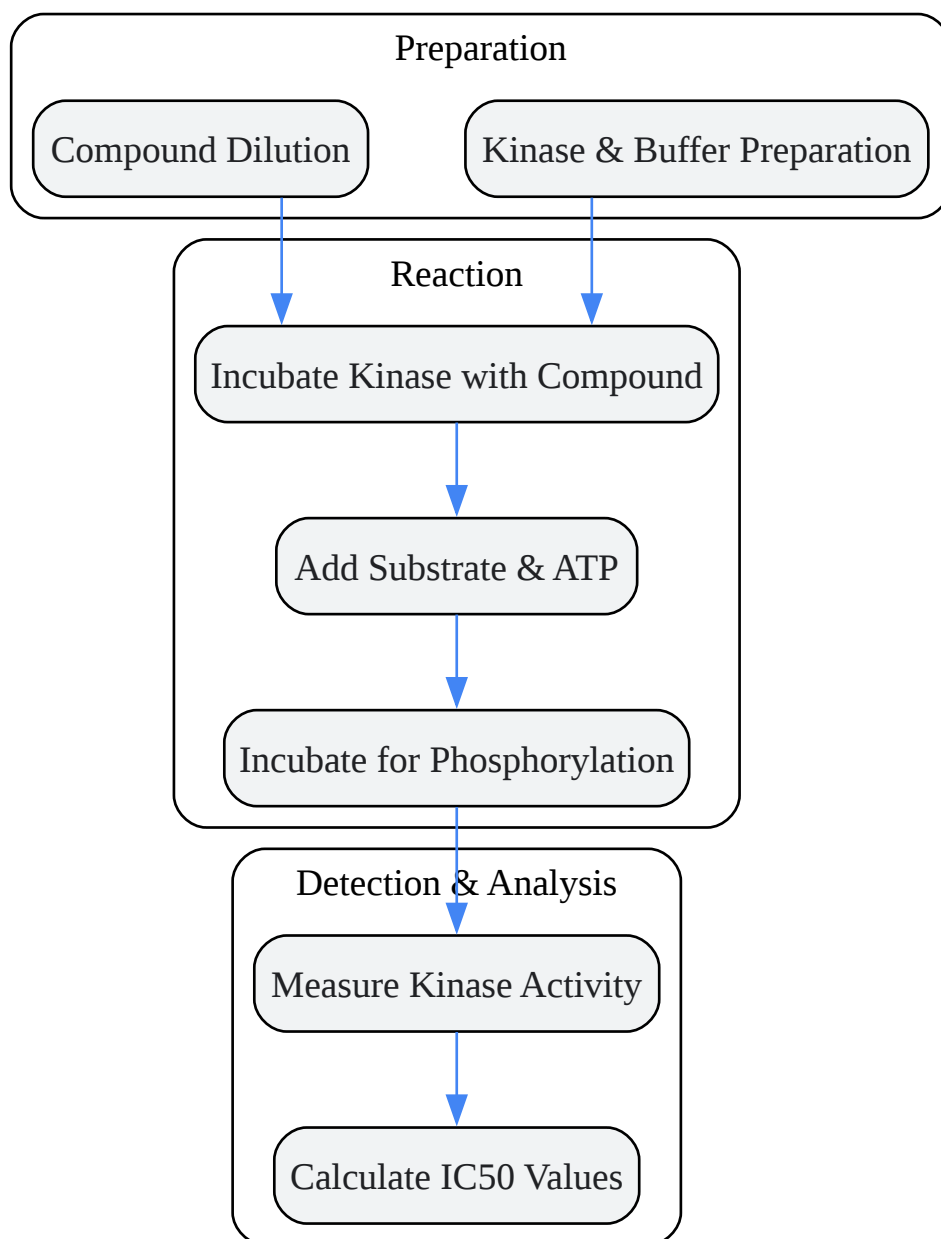 Preparation
Compound Dilution
Kinase & Buffer Preparation
Reaction
Incubate Kinase with Compound
Add Substrate & ATP
Incubate for Phosphorylation
Detection & Analysis
Measure Kinase Activity
Calculate IC50 Values